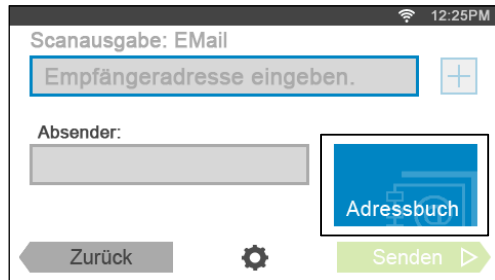 12:25PM
Scanausgabe: EMail
Empfängeradresse eingeben.
Absender:
Adressbuch
Zurück
Senden